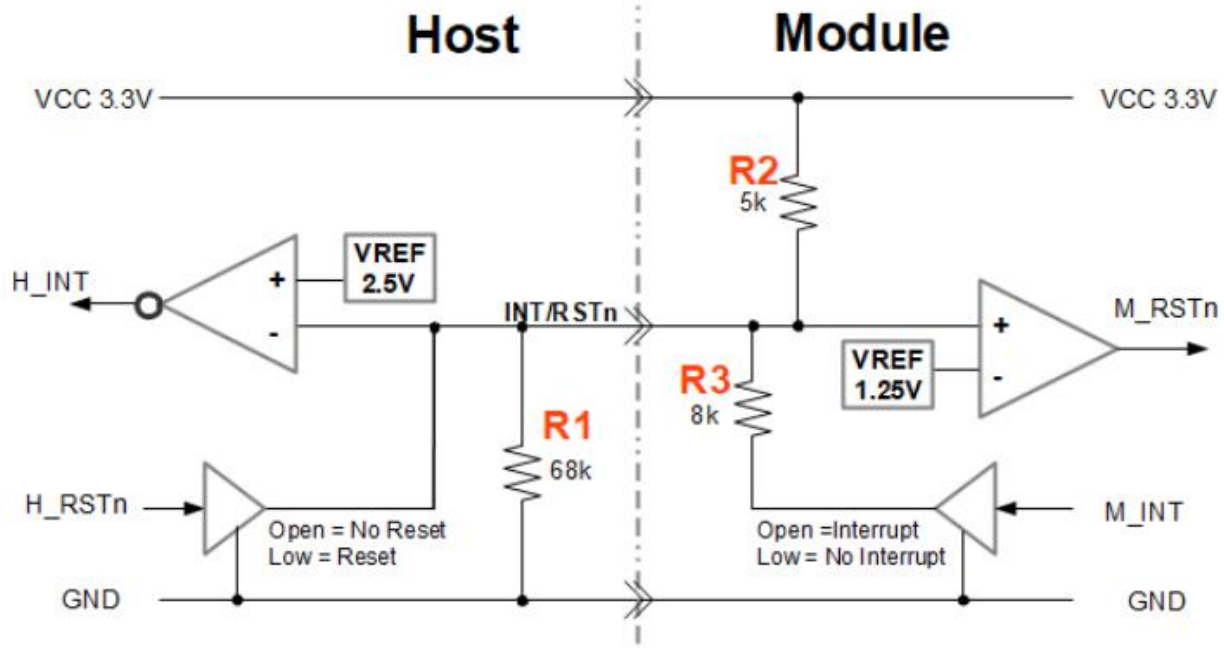 Host
Module
VCC 3.3V
VCC 3.3V
R2
5k
H_INT
+
-
VREF
2.5V
INT/RSTn
M_RSTn
+
-
VREF
1.25V
R3
8k
R1
68k
H_RSTn
Open = No Reset
Low = Reset
Open =Interrupt
Low = No Interrupt
M_INT
GND
GND